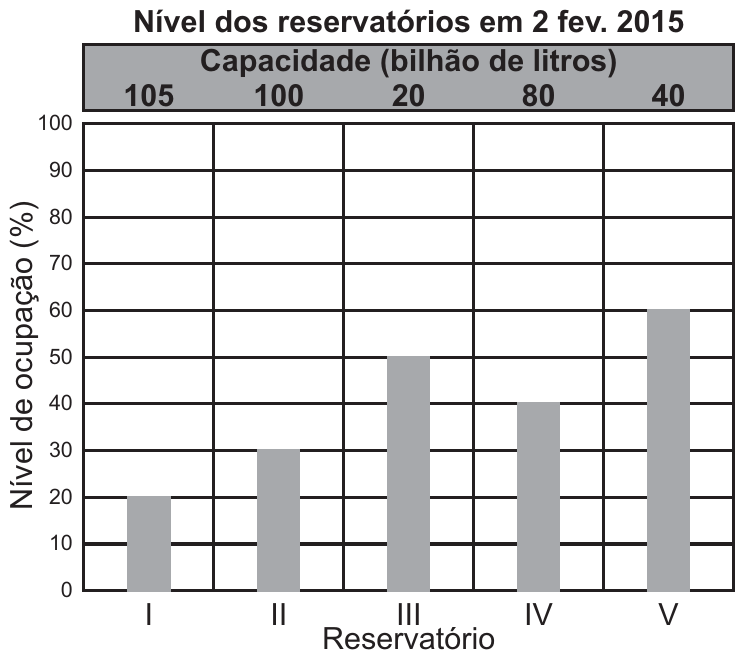 Nível dos reservatórios em 2 fev. 2015
Capacidade (bilhão de litros)
105 100 20 80 40
Nível de ocupação (%)
100
90
80
70
60
50
40
30
20
10
0
I II III IV V
Reservatório